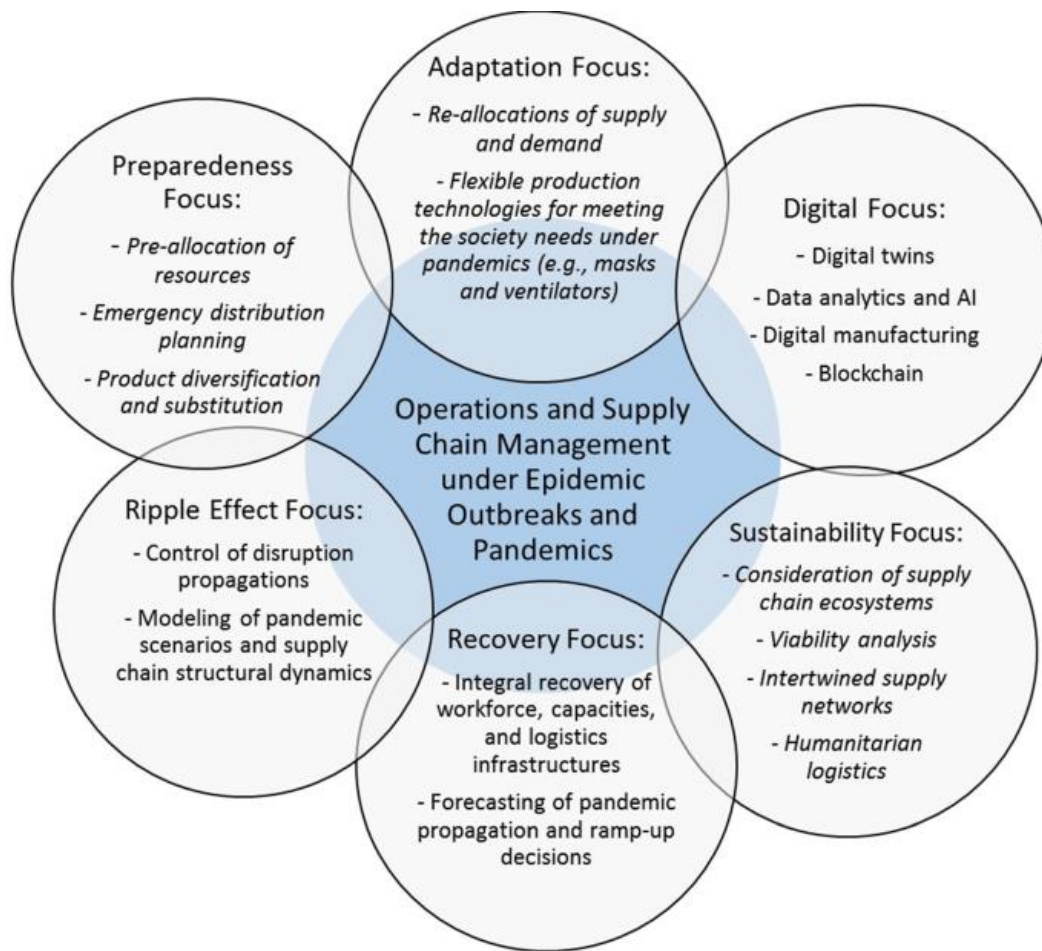 Adaptation Focus:
- Re-allocations of supply
and demand
- Flexible production
technologies for meeting
the society needs under
pandemics (e.g., masks
and ventilators)
Preparedeness
Focus:
- Pre-allocation of
resources
- Emergency distribution
planning
- Product diversification
and substitution
Digital Focus:
- Digital twins
- Data analytics and AI
- Digital manufacturing
- Blockchain
Operations and Supply
Chain Management
under Epidemic
Outbreaks and
Pandemics
Ripple Effect Focus:
- Control of disruption
propagations
- Modeling of pandemic
scenarios and supply
chain structural dynamics
Sustainability Focus:
- Consideration of supply
chain ecosystems
- Viability analysis
- Intertwined supply
networks
- Humanitarian
logistics
Recovery Focus:
- Integral recovery of
workforce, capacities,
and logistics
infrastructures
- Forecasting of pandemic
propagation and ramp-up
decisions